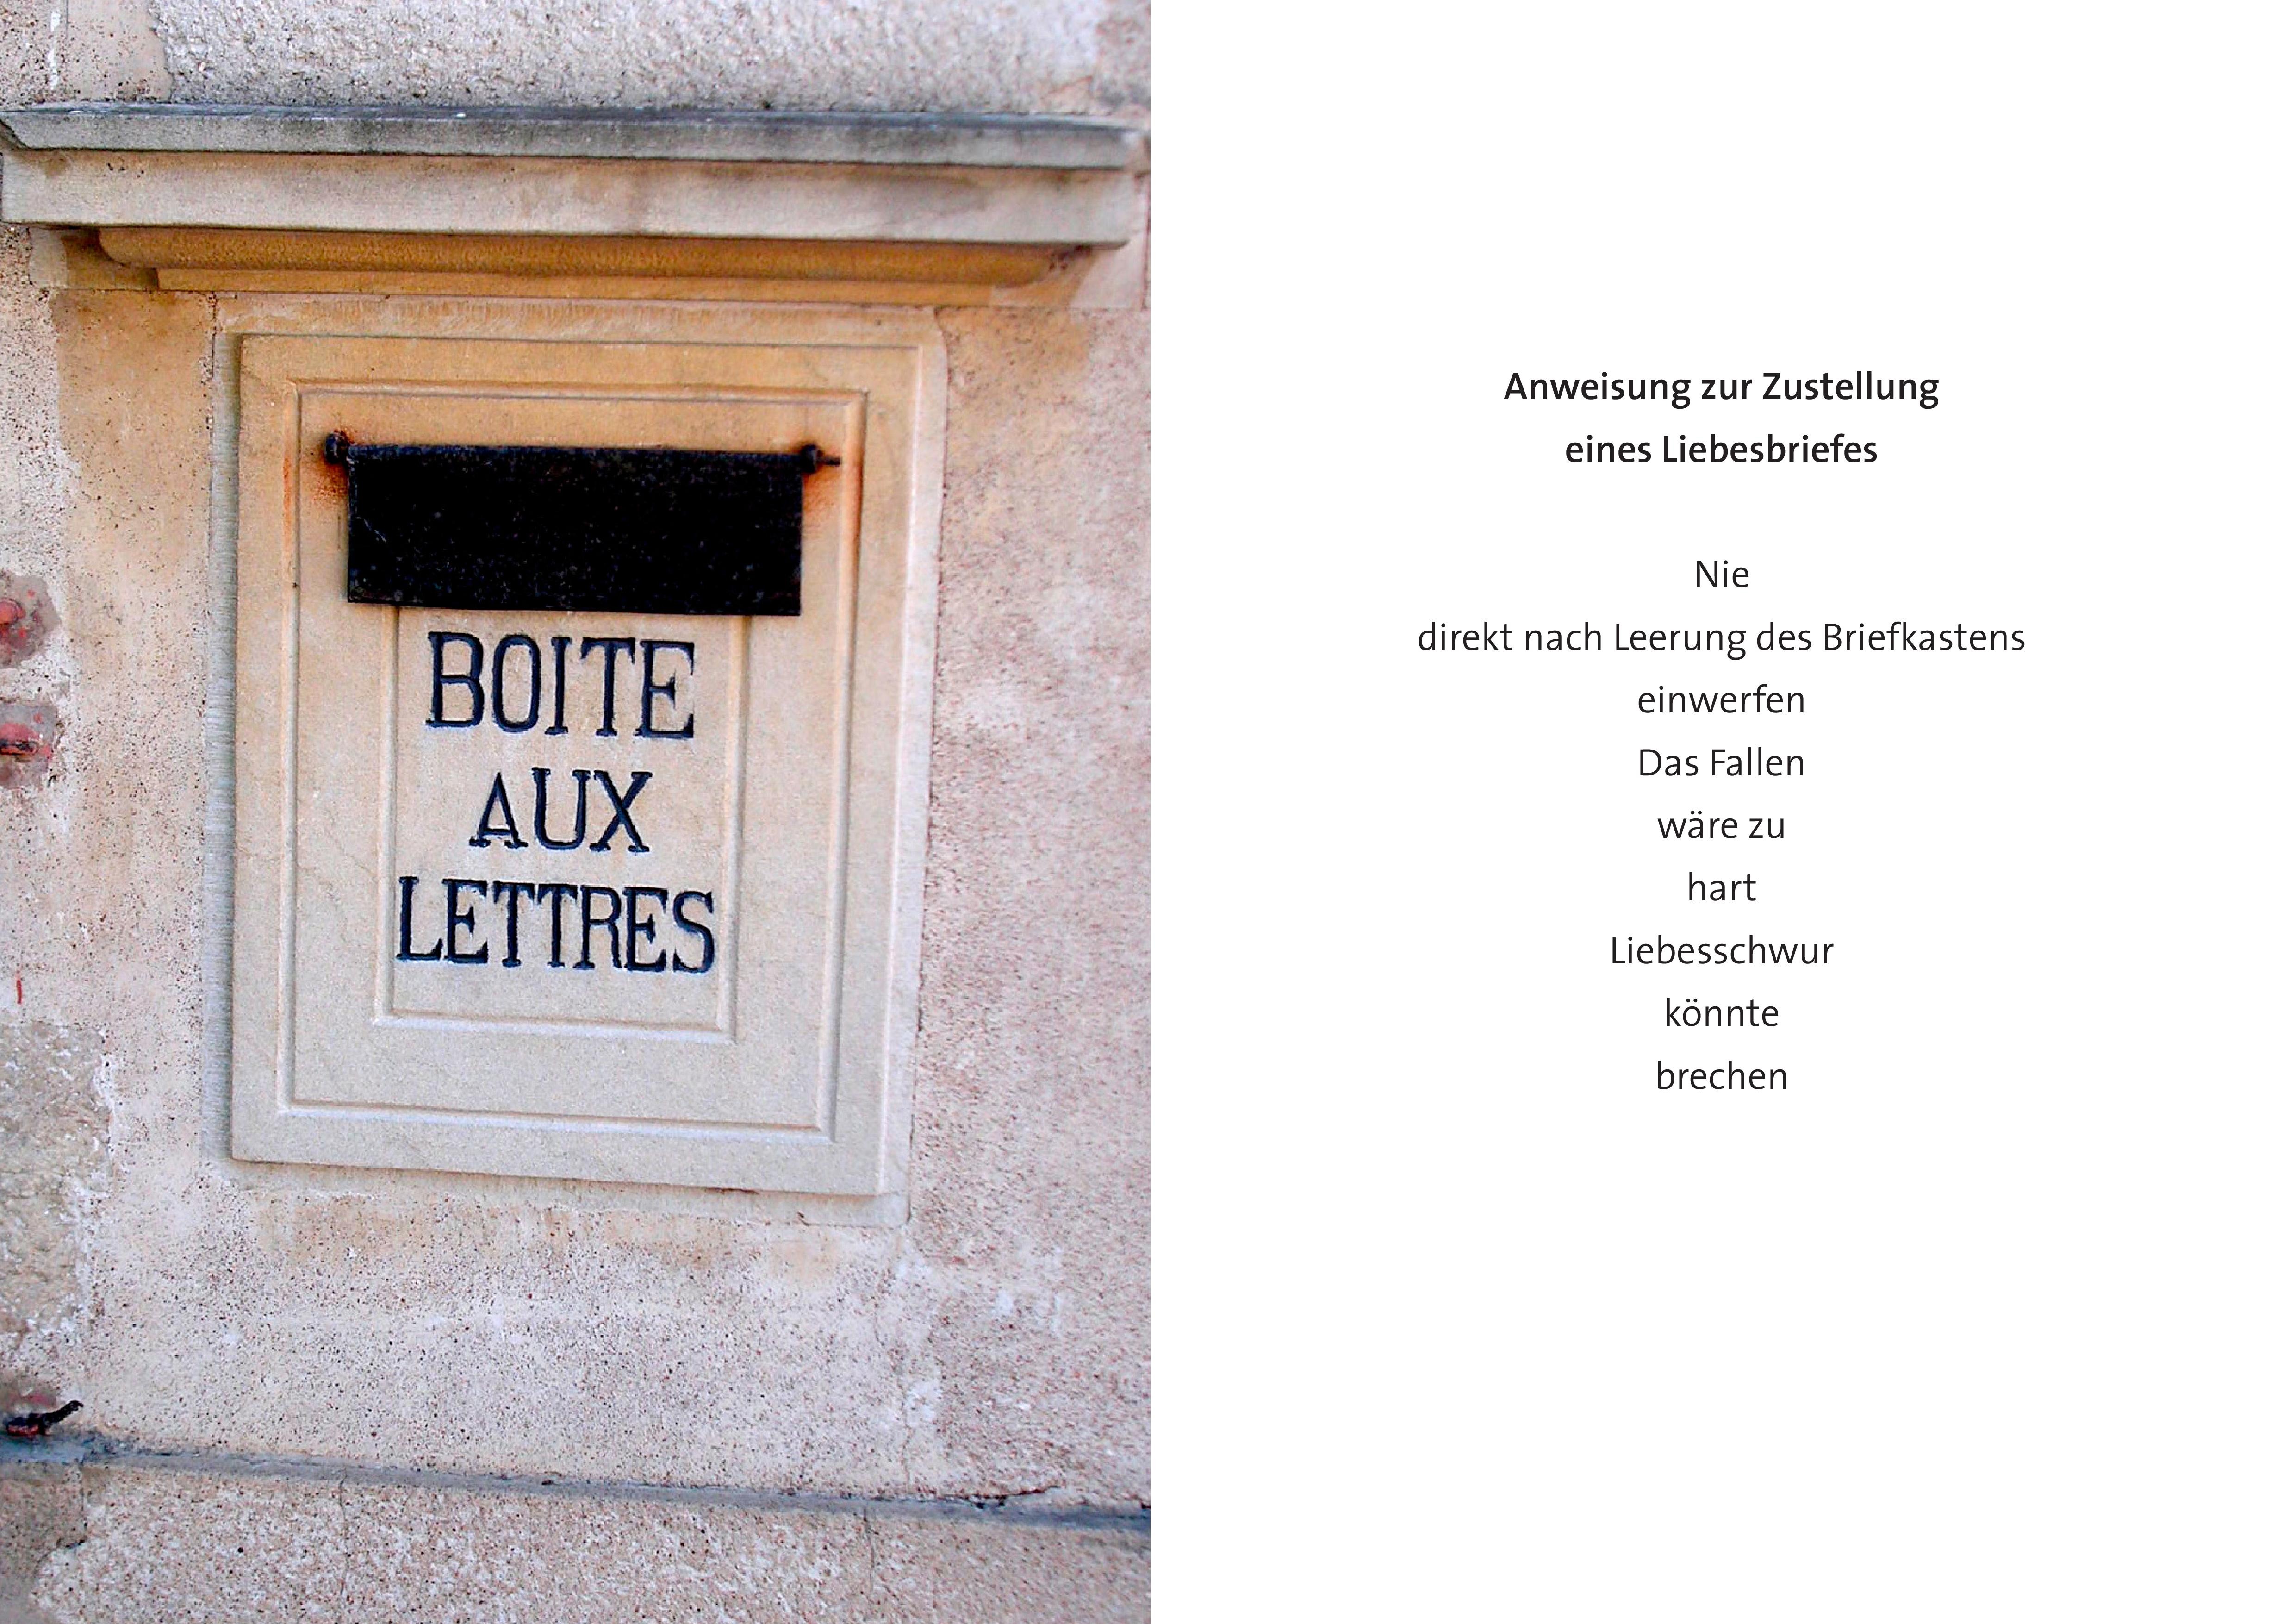 BOITE
AUX
LETTRES
Anweisung zur Zustellung
eines Liebesbriefes
Nie
direkt nach Leerung des Briefkastens
einwerfen
Das Fallen
wäre zu
hart
Liebesschwur
könnte
brechen